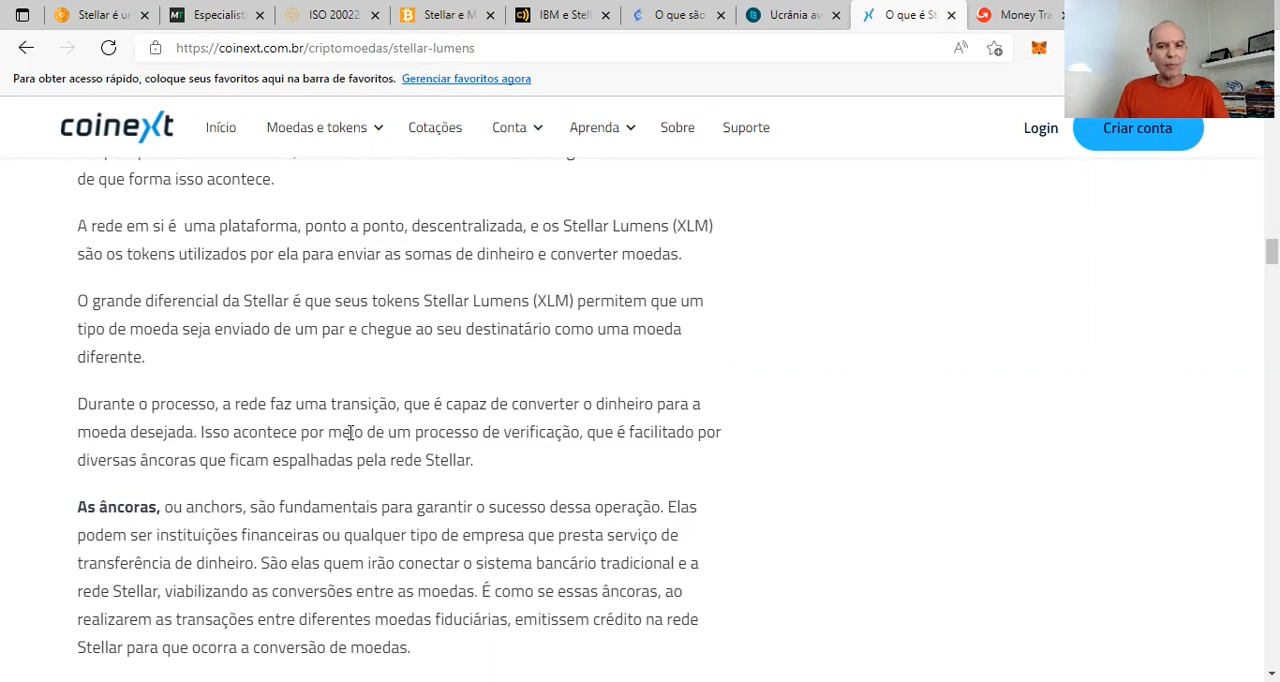 Stellar é ur
Especialist
ISO 20022
Stellar e M
IBM e Stel
O que são
Ucrânia av
O que é St
Money Tra
https://coinext.com.br/criptomoedas/stellar-lumens
Para obter acesso rápido, coloque seus favoritos aqui na barra de favoritos. Gerenciar favoritos agora
coinext
Início
Moedas e tokens
Cotações
Conta
Aprenda
Sobre
Suporte
Login
Criar conta
de que forma isso acontece.
A rede em si é uma plataforma, ponto a ponto, descentralizada, e os Stellar Lumens (XLM)
são os tokens utilizados por ela para enviar as somas de dinheiro e converter moedas.
O grande diferencial da Stellar é que seus tokens Stellar Lumens (XLM) permitem que um
tipo de moeda seja enviado de um par e chegue ao seu destinatário como uma moeda
diferente.
Durante o processo, a rede faz uma transição, que é capaz de converter o dinheiro para a
moeda desejada. Isso acontece por meio de um processo de verificação, que é facilitado por
diversas âncoras que ficam espalhadas pela rede Stellar.
As âncoras, ou anchors, são fundamentais para garantir o sucesso dessa operação. Elas
podem ser instituições financeiras ou qualquer tipo de empresa que presta serviço de
transferência de dinheiro. São elas quem irão conectar o sistema bancário tradicional e a
rede Stellar, viabilizando as conversões entre as moedas. É como se essas âncoras, ao
realizarem as transações entre diferentes moedas fiduciárias, emitissem crédito na rede
Stellar para que ocorra a conversão de moedas.